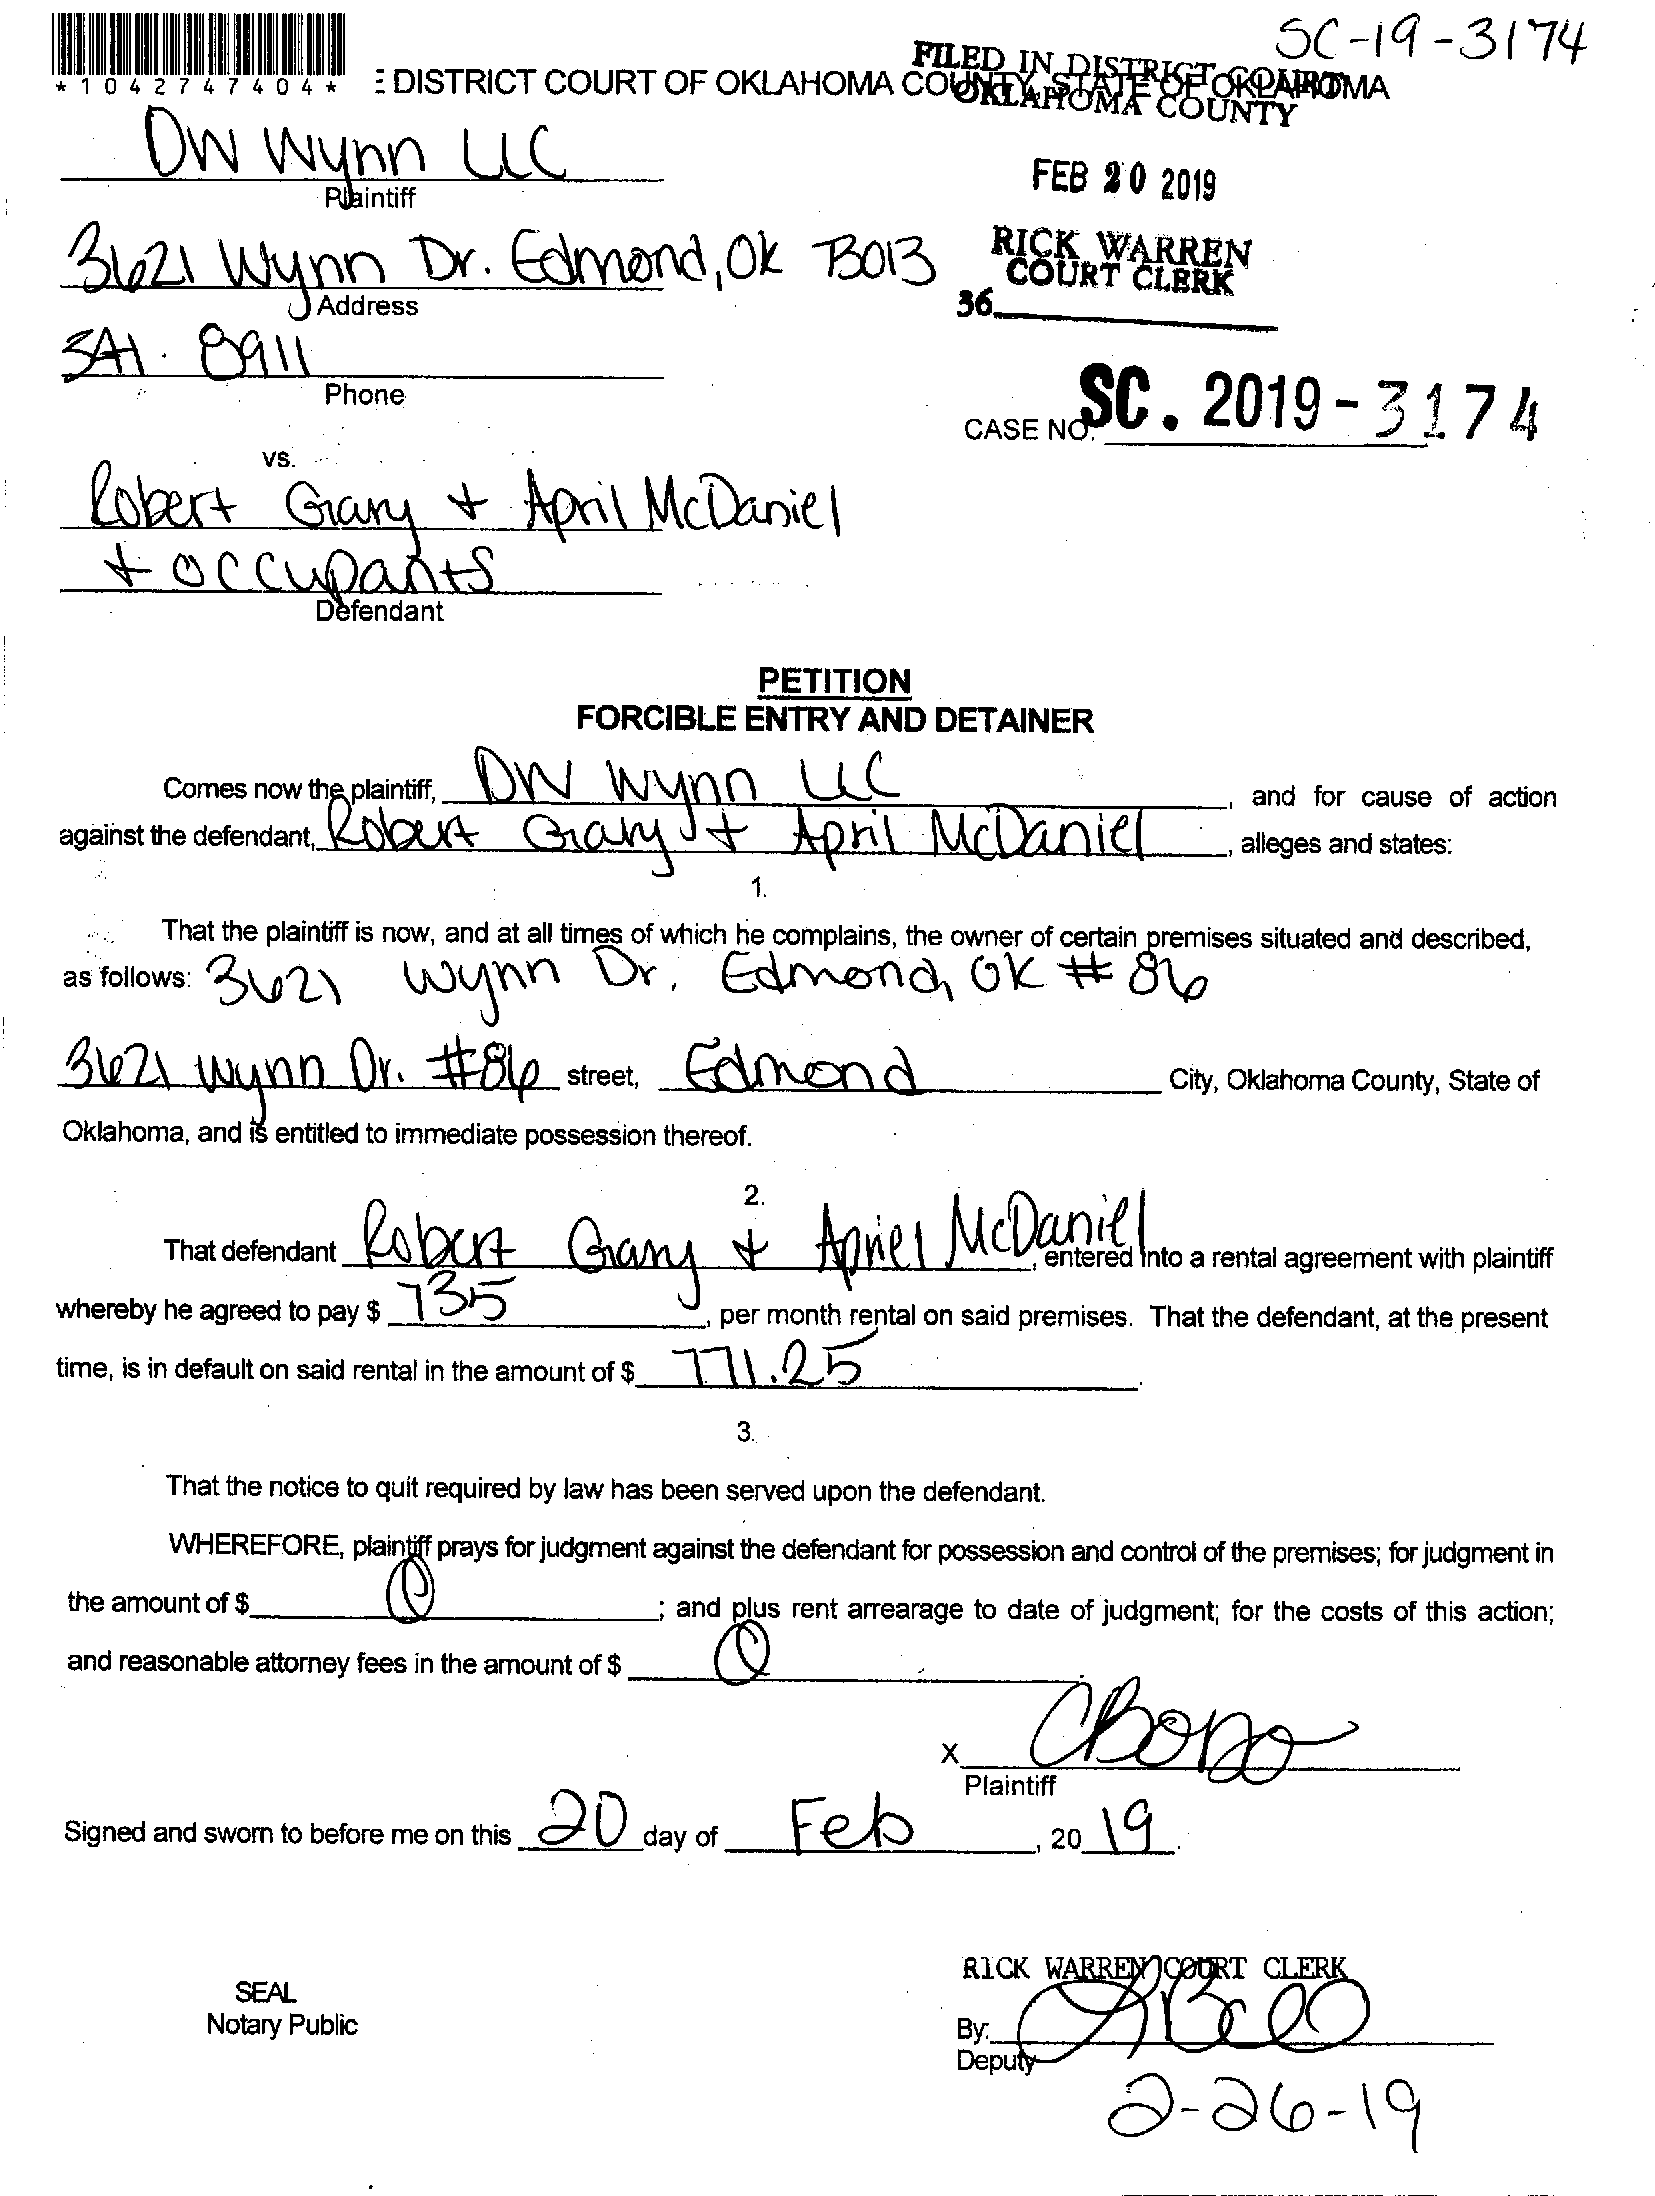 SC-19-3174
*1042747404*
E DISTRICT COURT OF OKLAHOMA COUNTY, STATE OF OKLAHOMA
FILED IN DISTRICT COURT
OKLAHOMA COUNTY
DW Wynn LLC
Plaintiff
FEB 20 2019
3621 Wynn Dr. Edmond, OK 73013
Address
RICK WARREN
COURT CLERK
36
341.8911
Phone
CASE NO. SC. 2019-3174
vs.
Robert Grary + April McDaniel
+ occupants
Defendant
PETITION
FORCIBLE ENTRY AND DETAINER
Comes now the plaintiff, DW Wynn LLC, and for cause of action
against the defendant, Robert Grary + April McDaniel, alleges and states:
1.
That the plaintiff is now, and at all times of which he complains, the owner of certain premises situated and described,
as follows: 3621 Wynn Dr. Edmond, OK #86
3621 Wynn Dr. #86 street, Edmond City, Oklahoma County, State of
Oklahoma, and is entitled to immediate possession thereof.
2.
That defendant Robert Grary + April McDaniel, entered into a rental agreement with plaintiff
whereby he agreed to pay $ 735, per month rental on said premises. That the defendant, at the present
time, is in default on said rental in the amount of $ 771.25.
3.
That the notice to quit required by law has been served upon the defendant.
WHEREFORE, plaintiff prays for judgment against the defendant for possession and control of the premises; for judgment in
the amount of $ 0; and plus rent arrearage to date of judgment; for the costs of this action;
and reasonable attorney fees in the amount of $ 0.
x CBozo
Plaintiff
Signed and sworn to before me on this 20 day of Feb, 2019.
SEAL
Notary Public
RICK WARREN COURT CLERK
By:
Deputy
2-26-19